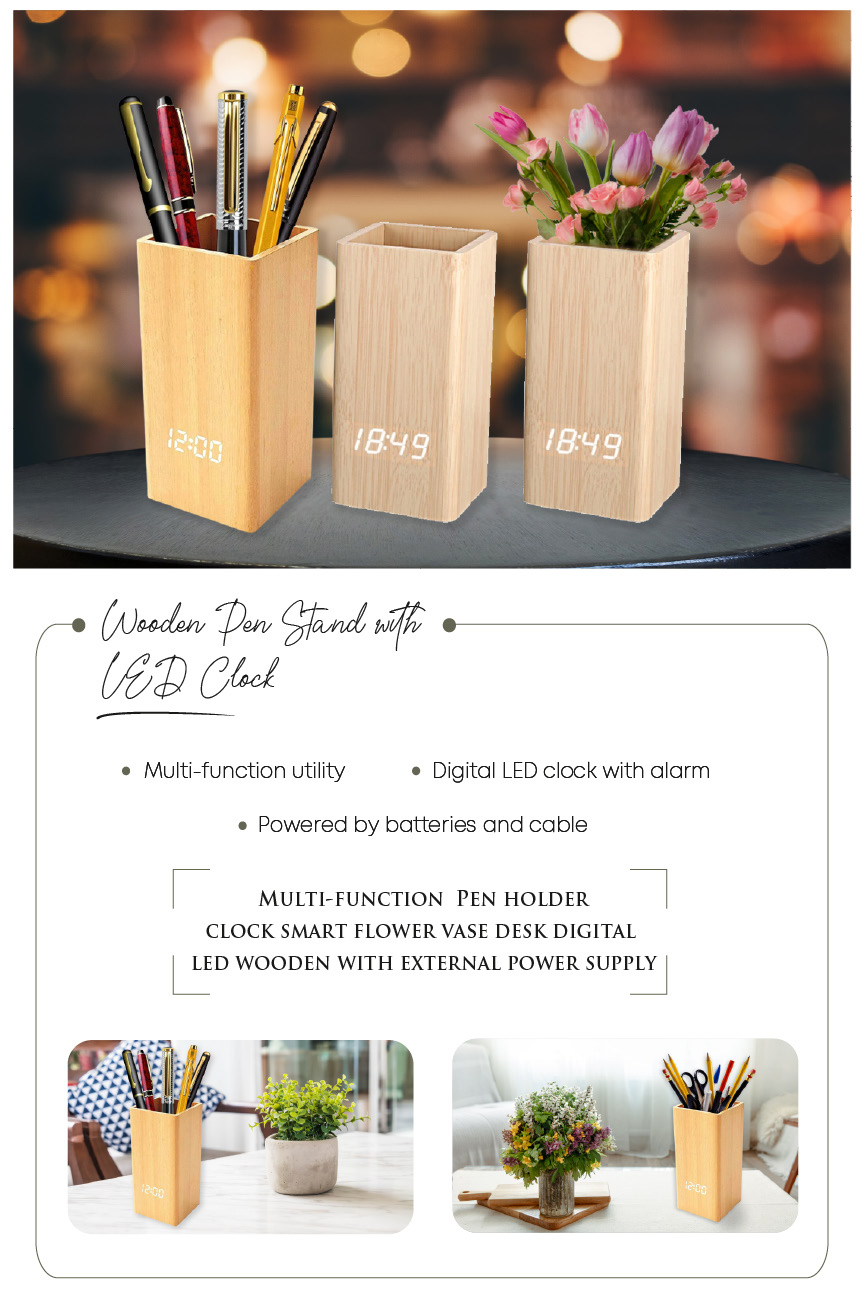 12:00
18:49
18:49
Wooden Pen Stand with
LED Clock
• Multi-function utility
• Digital LED clock with alarm
• Powered by batteries and cable
MULTI-FUNCTION PEN HOLDER
CLOCK SMART FLOWER VASE DESK DIGITAL
LED WOODEN WITH EXTERNAL POWER SUPPLY
12:00
12:00